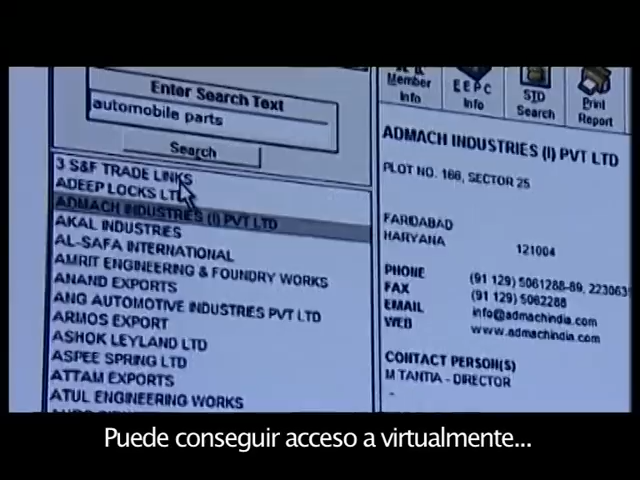 Enter Search Text
automobile parts
Search
3 S&F TRADE LINKS
ADEEP LOCKS LTD
ADMACH INDUSTRIES (I) PVT LTD
AKAL INDUSTRIES
AL-SAFA INTERNATIONAL
AMRIT ENGINEERING & FOUNDRY WORKS
ANAND EXPORTS
ANG AUTOMOTIVE INDUSTRIES PVT LTD
ARMOS EXPORT
ASHOK LEYLAND LTD
ASPEE SPRING LTD
ATTAM EXPORTS
ATUL ENGINEERING WORKS
Member
Info
EEPC
Info
STD
Search
Print
Report
ADMACH INDUSTRIES (I) PVT LTD
PLOT NO. 166, SECTOR 25
FARIDABAD
HARYANA 121004
PHONE (91 129) 5061288-89, 223063
FAX (91 129) 5062288
EMAIL info@admachindia.com
WEB www.admachindia.com
CONTACT PERSON(S)
M TANTIA - DIRECTOR
-
Puede conseguir acceso a virtualmente...